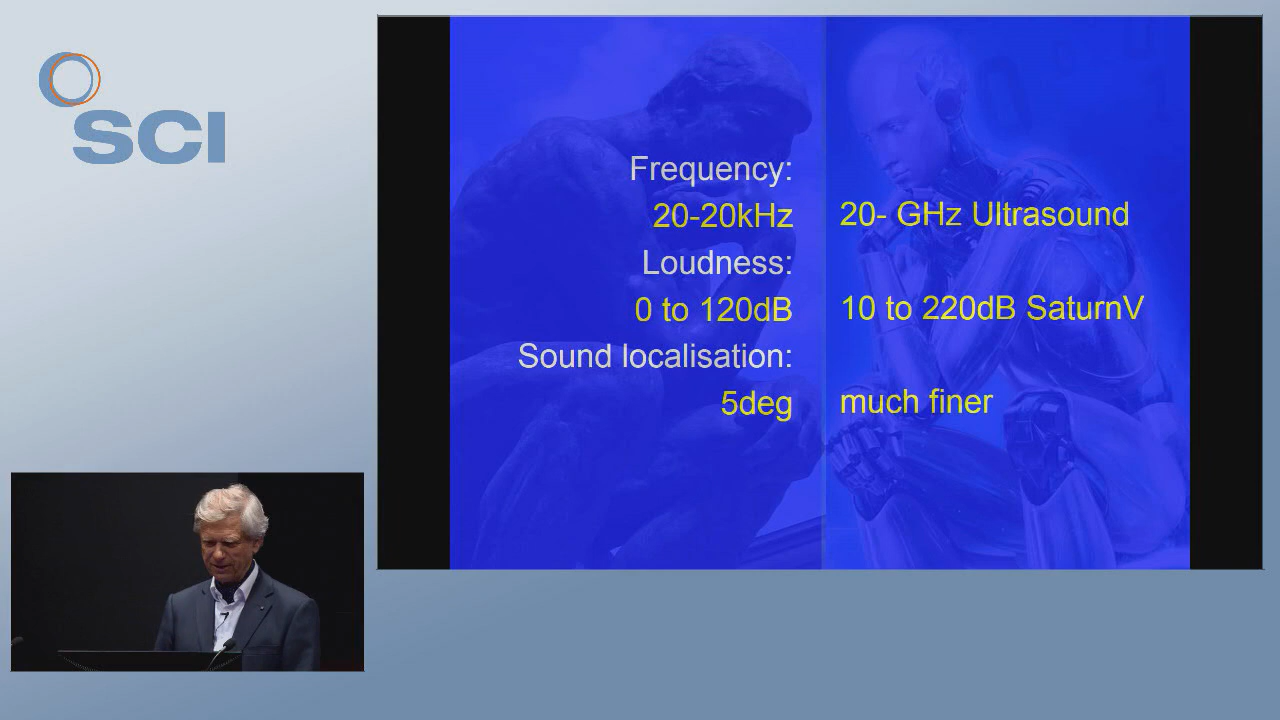 SCI
Frequency:
20-20kHz 20- GHz Ultrasound
Loudness:
0 to 120dB 10 to 220dB SaturnV
Sound localisation:
5deg much finer